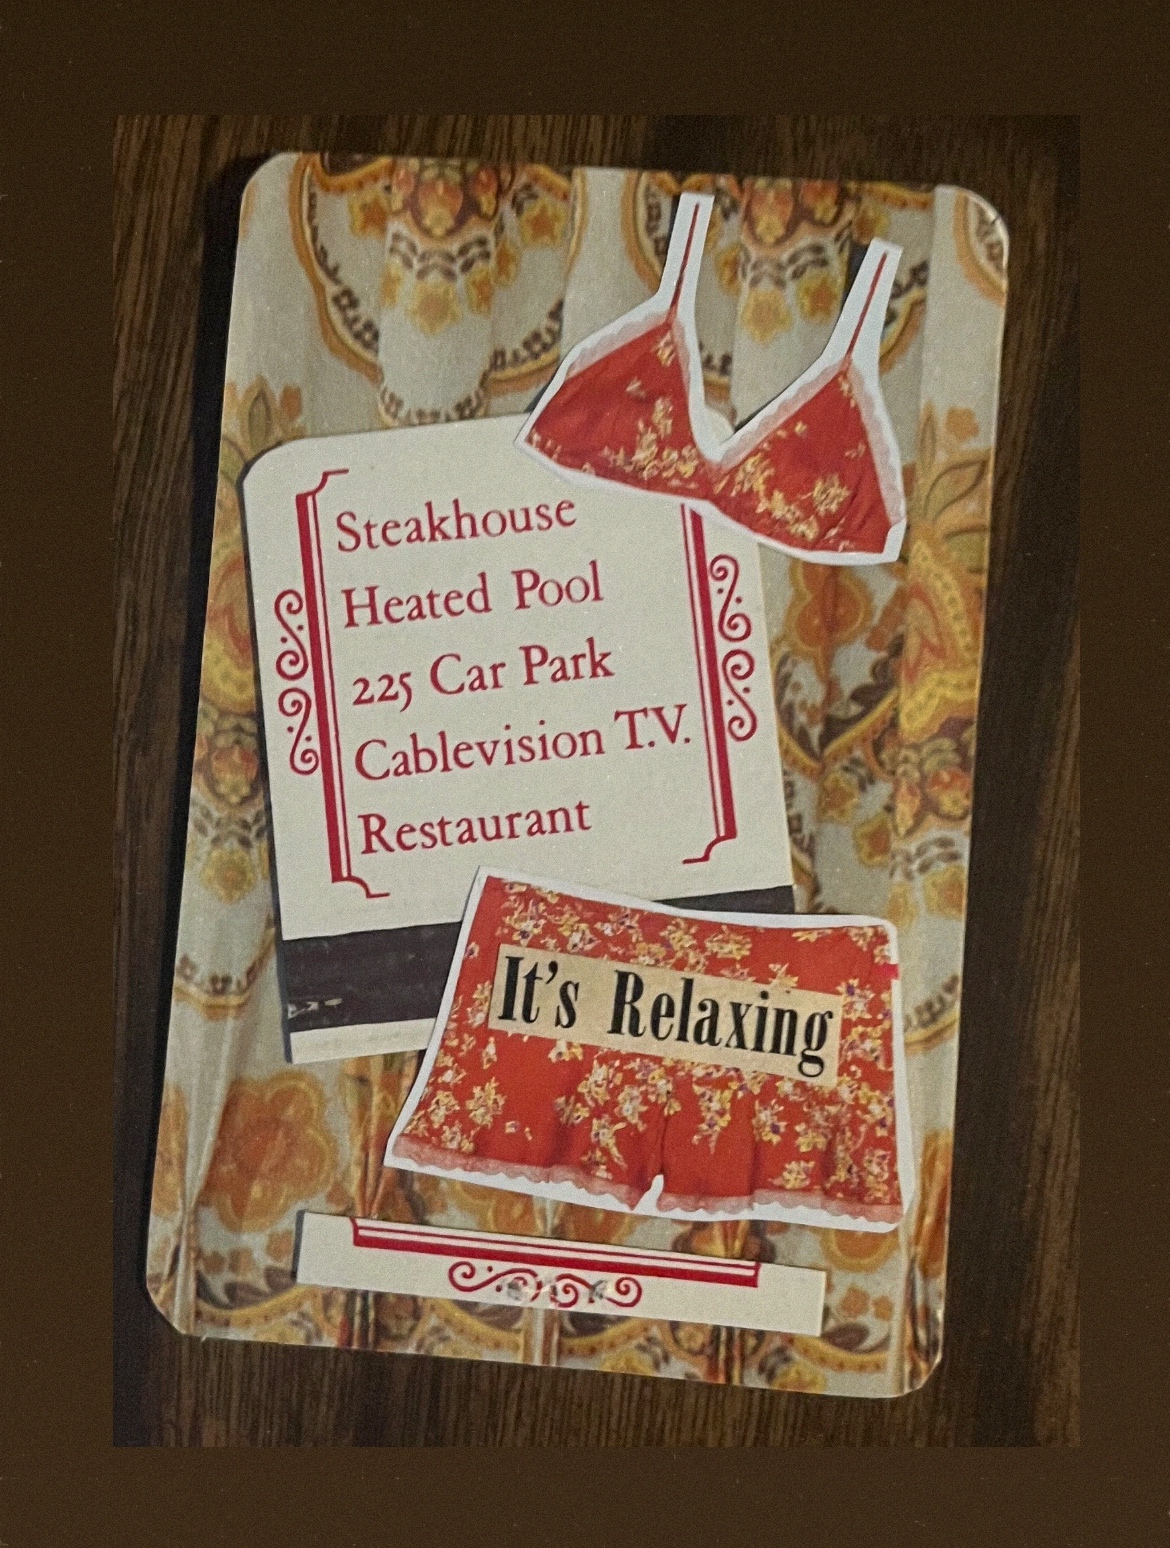 Steakhouse
Heated Pool
225 Car Park
Cablevision T.V.
Restaurant
It's Relaxing